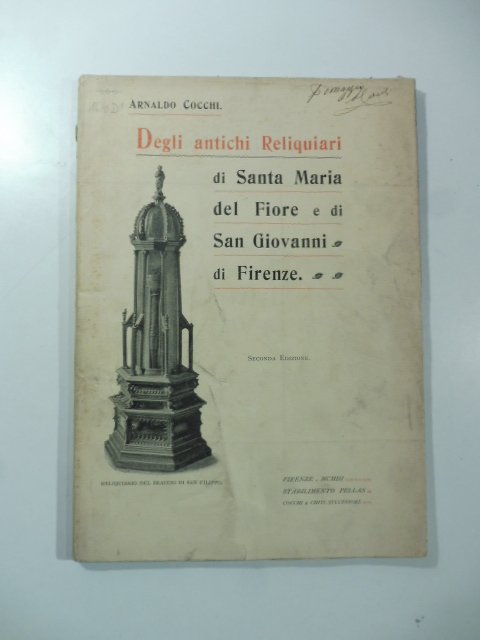 Arnaldo Cocchi.
Degli antichi Reliquiari
di Santa Maria
del Fiore e di
San Giovanni
di Firenze.
Seconda Edizione.
RELIQUIARIO DEL BRACCIO DI SAN FILIPPO.
FIRENZE - MCMIII
STABILIMENTO PELLAS
COCCHI & CHITI SUCCESSORI